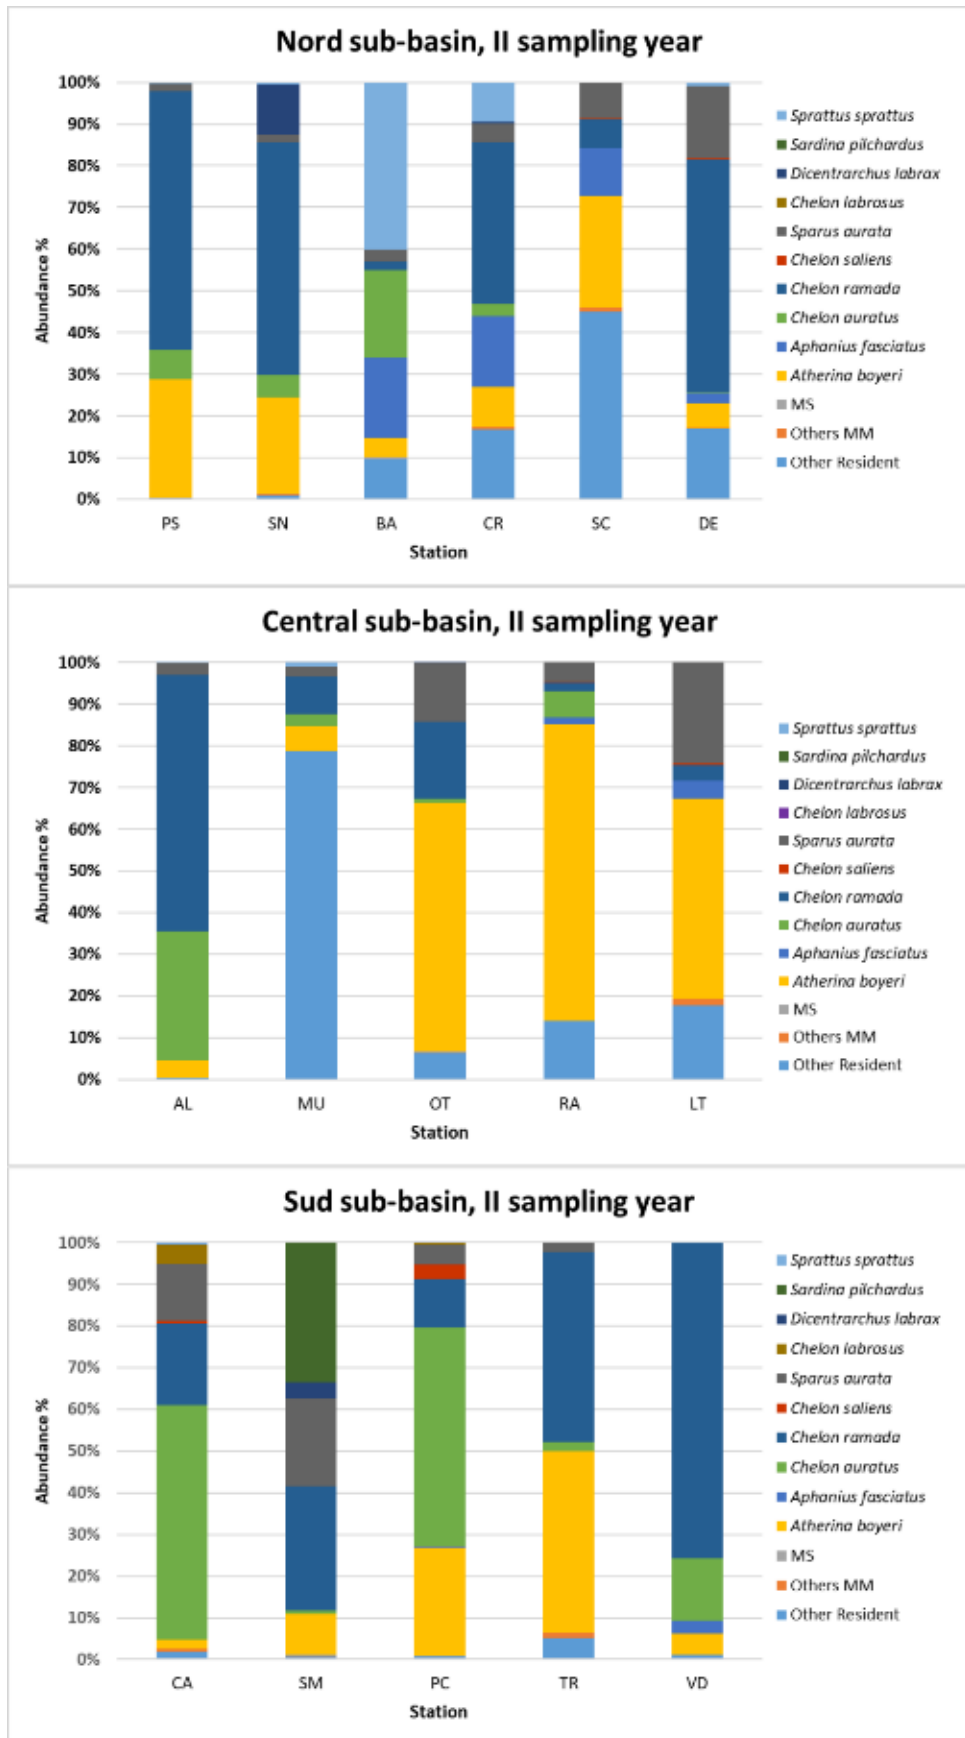 Nord sub-basin, II sampling year
100%
90%
80%
70%
60%
50%
40%
30%
20%
10%
0%
Abundance %
PS SN BA CR SC DE
Station
Sprattus sprattus
Sardina pilchardus
Dicentrarchus labrax
Chelon labrosus
Sparus aurata
Chelon saliens
Chelon ramada
Chelon auratus
Aphanius fasciatus
Atherina boyeri
MS
Others MM
Other Resident
Central sub-basin, II sampling year
100%
90%
80%
70%
60%
50%
40%
30%
20%
10%
0%
Abundance %
AL MU OT RA LT
Station
Sprattus sprattus
Sardina pilchardus
Dicentrarchus labrax
Chelon labrosus
Sparus aurata
Chelon saliens
Chelon ramada
Chelon auratus
Aphanius fasciatus
Atherina boyeri
MS
Others MM
Other Resident
Sud sub-basin, II sampling year
100%
90%
80%
70%
60%
50%
40%
30%
20%
10%
0%
Abundance %
CA SM PC TR VD
Station
Sprattus sprattus
Sardina pilchardus
Dicentrarchus labrax
Chelon labrosus
Sparus aurata
Chelon saliens
Chelon ramada
Chelon auratus
Aphanius fasciatus
Atherina boyeri
MS
Others MM
Other Resident